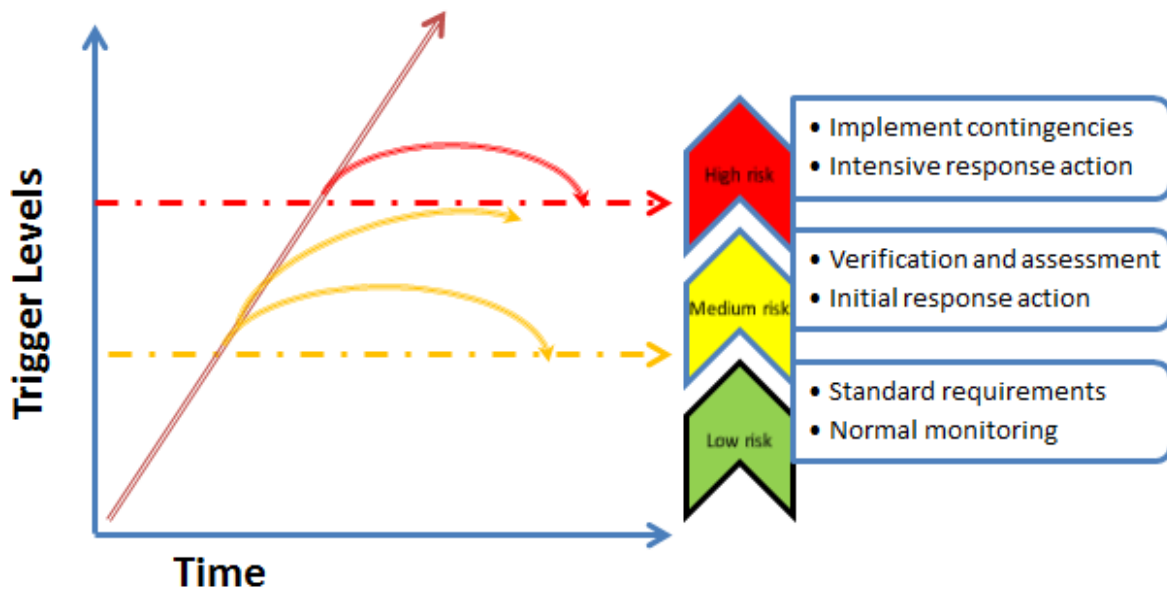 Trigger Levels
Time
High risk
• Implement contingencies
• Intensive response action
Medium risk
• Verification and assessment
• Initial response action
Low risk
• Standard requirements
• Normal monitoring